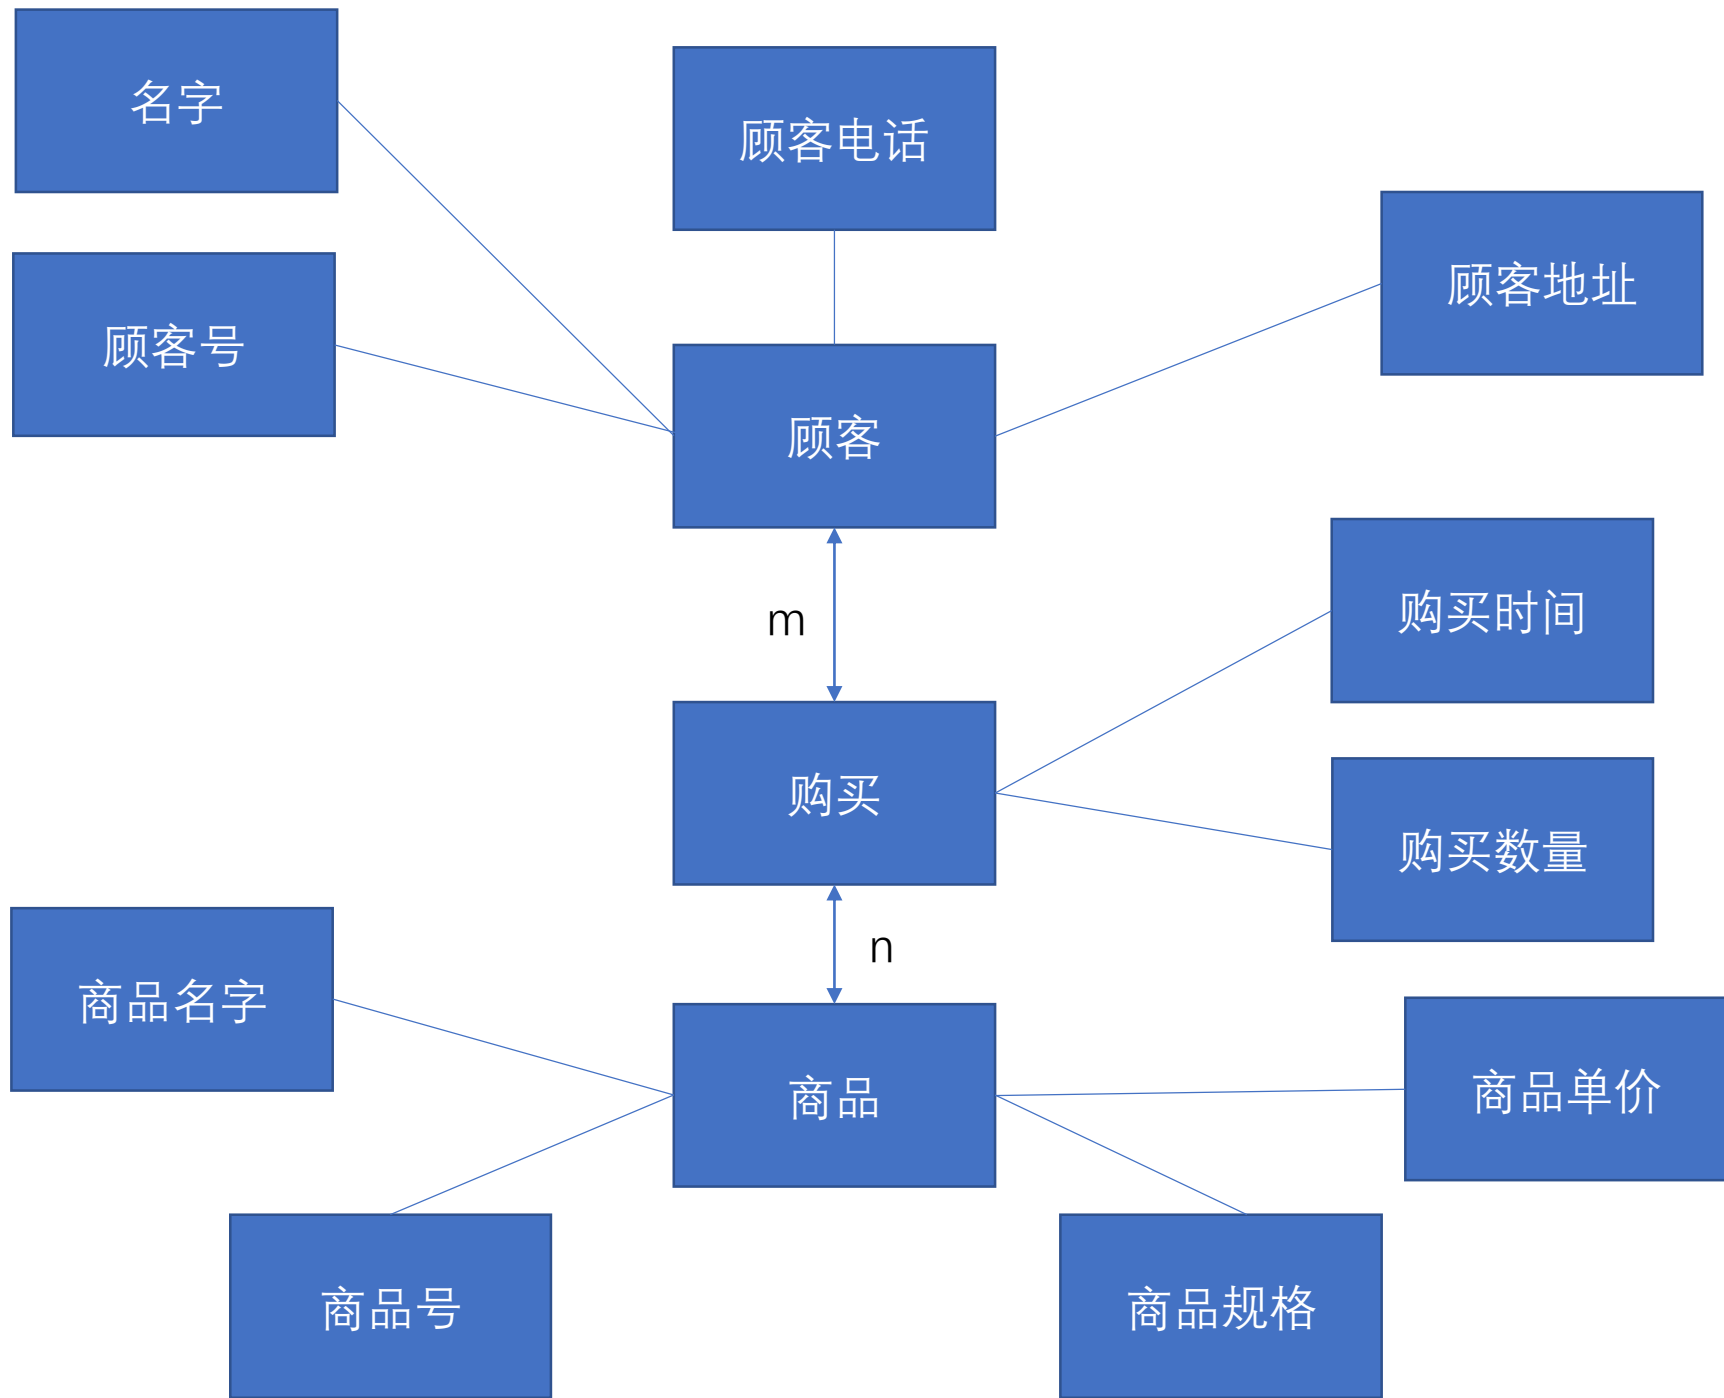 名字
顾客电话
顾客地址
顾客号
顾客
购买时间
m
购买
购买数量
n
商品名字
商品
商品单价
商品号
商品规格